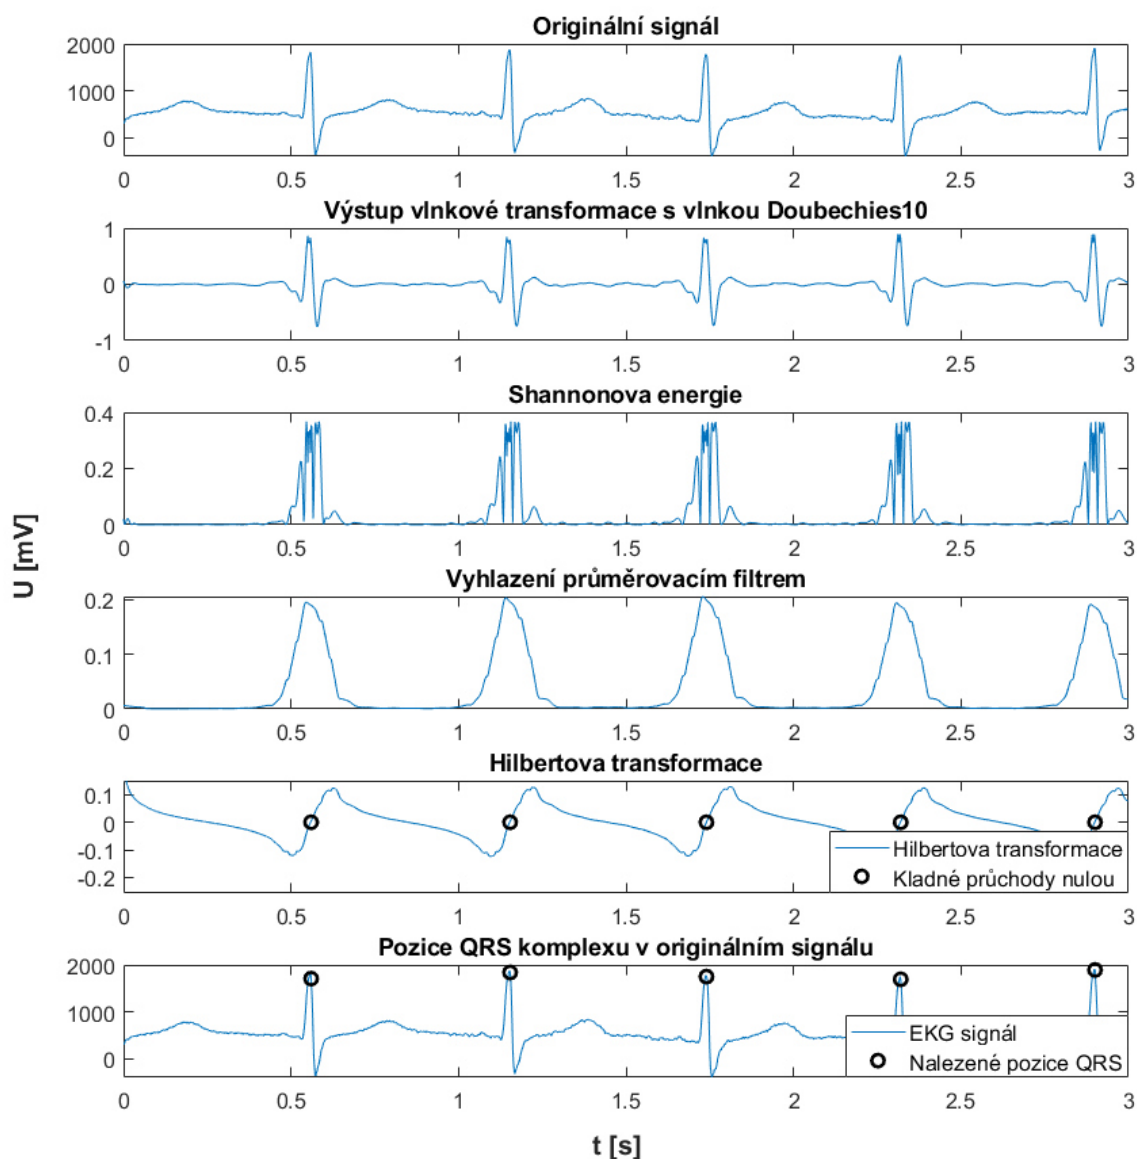 Originální signál
2000
1000
0
0 0.5 1 1.5 2 2.5 3
Výstup vlnkové transformace s vlnkou Doubechies10
1
0
-1
0 0.5 1 1.5 2 2.5 3
Shannonova energie
0.4
0.2
0
0 0.5 1 1.5 2 2.5 3
U [mV]
Vyhlazení průměrovacím filtrem
0.2
0.1
0
0 0.5 1 1.5 2 2.5 3
Hilbertova transformace
0.1
0
-0.1
-0.2
Hilbertova transformace
Kladné průchody nulou
0 0.5 1 1.5 2 2.5 3
Pozice QRS komplexu v originálním signálu
2000
1000
0
EKG signál
Nalezené pozice QRS
0 0.5 1 1.5 2 2.5 3
t [s]